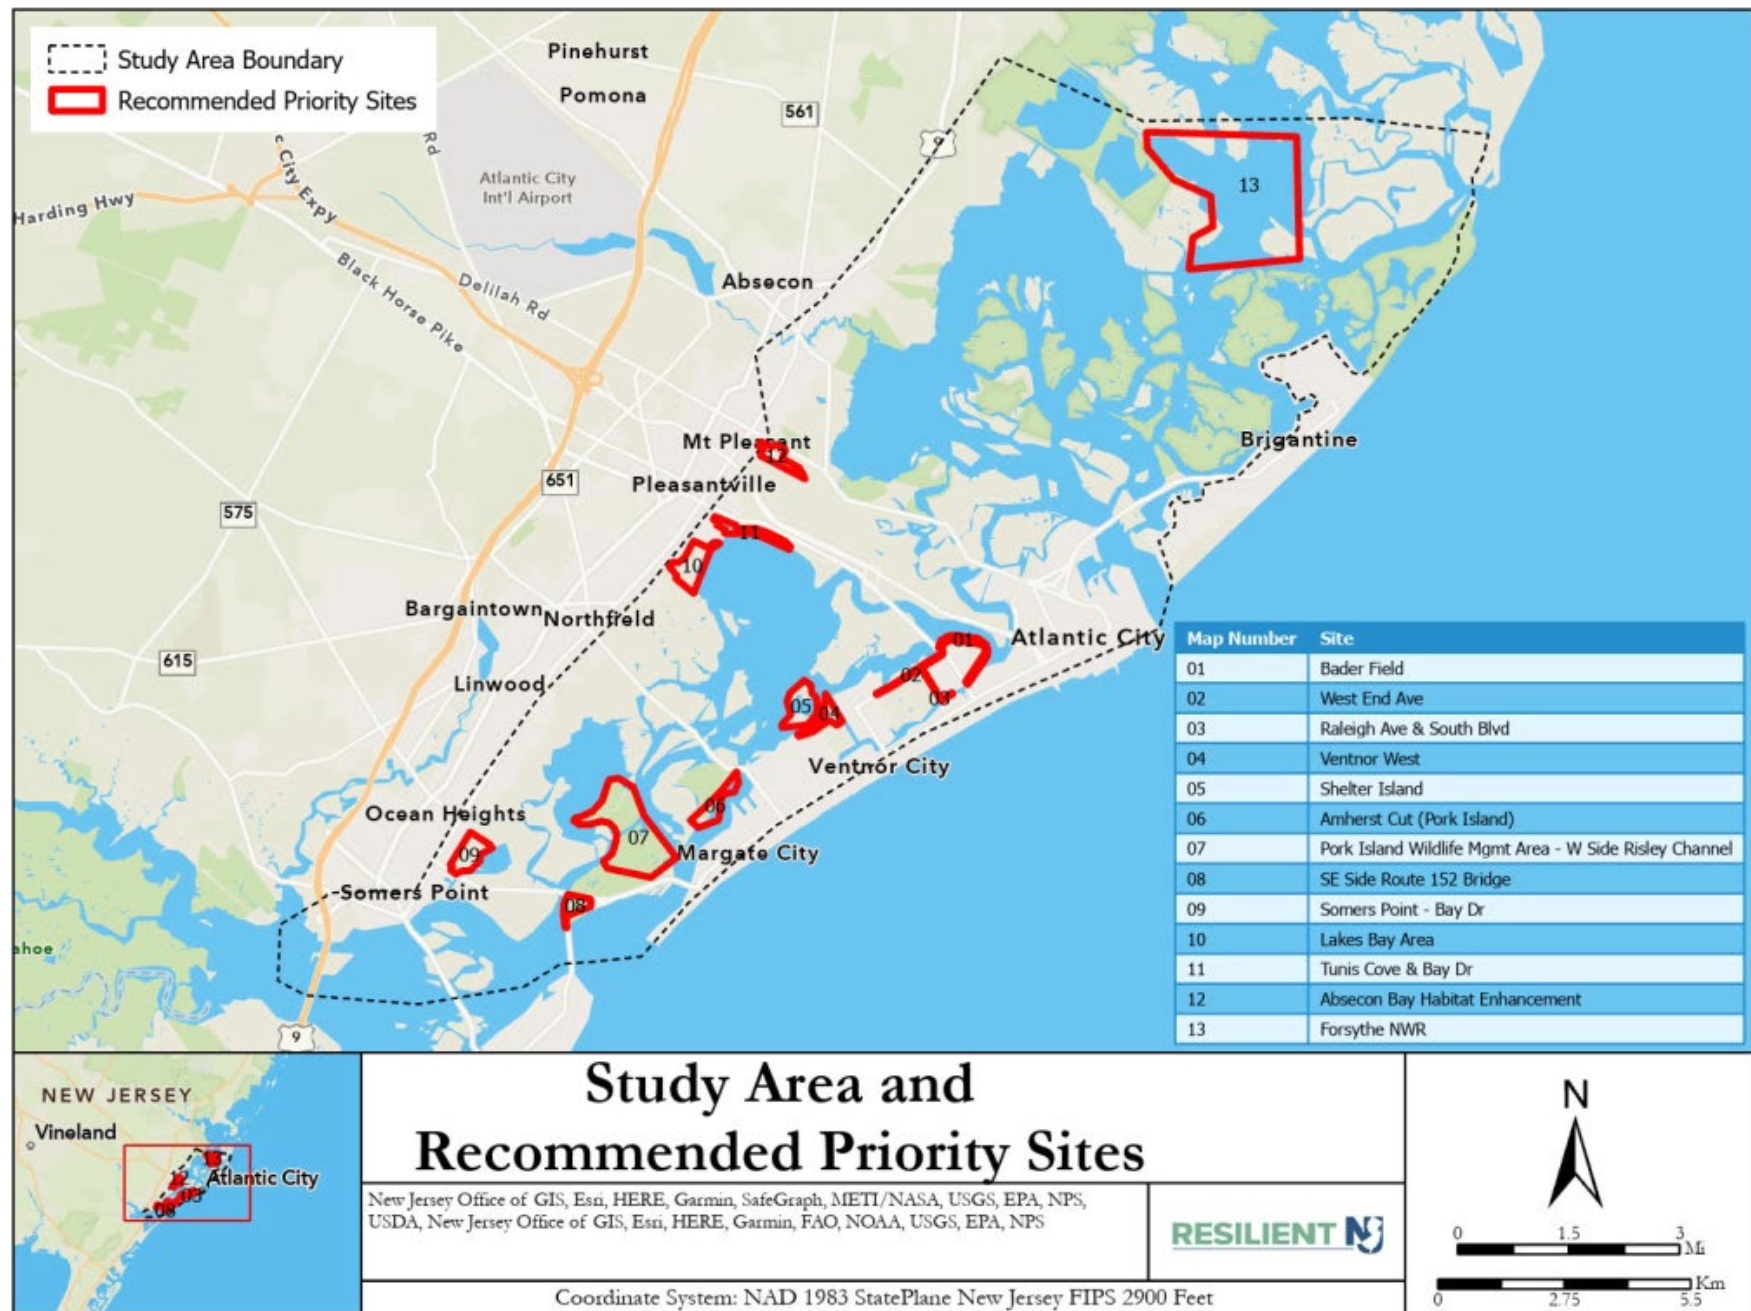 Study Area Boundary
Recommended Priority Sites
Pinehurst
Pomona
561
9
Rd
c City Expy
Atlantic City
Int'l Airport
Harding Hwy
13
Absecon
Delilah Rd
Black Horse Pike
Brigantine
Mt Pleasant
12
651
Pleasantville
575
11
10
Bargaintown
Northfield
01
Atlantic City
615
02
Linwood
03
05
04
Ventnor City
06
Ocean Heights
07
09
Margate City
Somers Point
08
ahoe
9
Map Number Site
01 Bader Field
02 West End Ave
03 Raleigh Ave & South Blvd
04 Ventnor West
05 Shelter Island
06 Amherst Cut (Pork Island)
07 Pork Island Wildlife Mgmt Area - W Side Risley Channel
08 SE Side Route 152 Bridge
09 Somers Point - Bay Dr
10 Lakes Bay Area
11 Tunis Cove & Bay Dr
12 Absecon Bay Habitat Enhancement
13 Forsythe NWR
NEW JERSEY
Vineland
13
12
Atlantic City
03
08
Study Area and
Recommended Priority Sites
New Jersey Office of GIS, Esri, HERE, Garmin, SafeGraph, METI/NASA, USGS, EPA, NPS,
USDA, New Jersey Office of GIS, Esri, HERE, Garmin, FAO, NOAA, USGS, EPA, NPS
RESILIENT NJ
Coordinate System: NAD 1983 StatePlane New Jersey FIPS 2900 Feet
N
0 1.5 3
Mi
Km
0 2.75 5.5